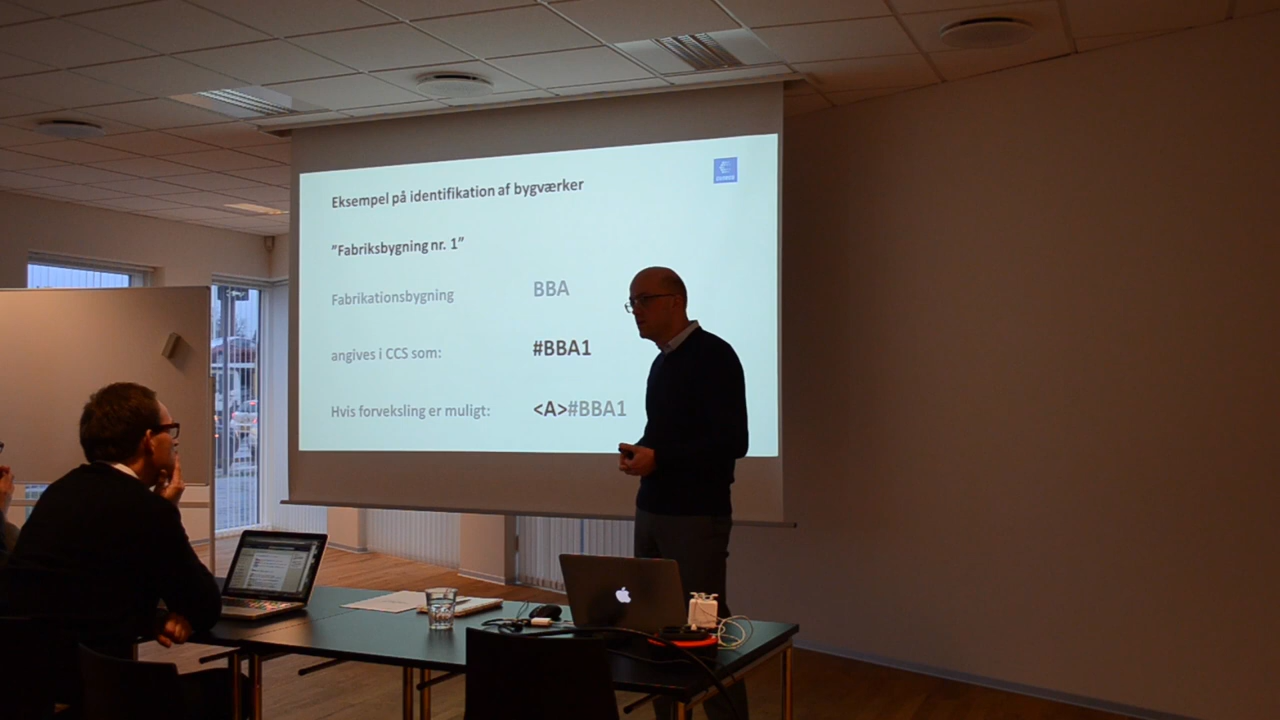 Eksempel på identifikation af bygværker
”Fabriksbygning nr. 1”
Fabrikationsbygning BBA
angives i CCS som: #BBA1
Hvis forveksling er muligt: <A>#BBA1